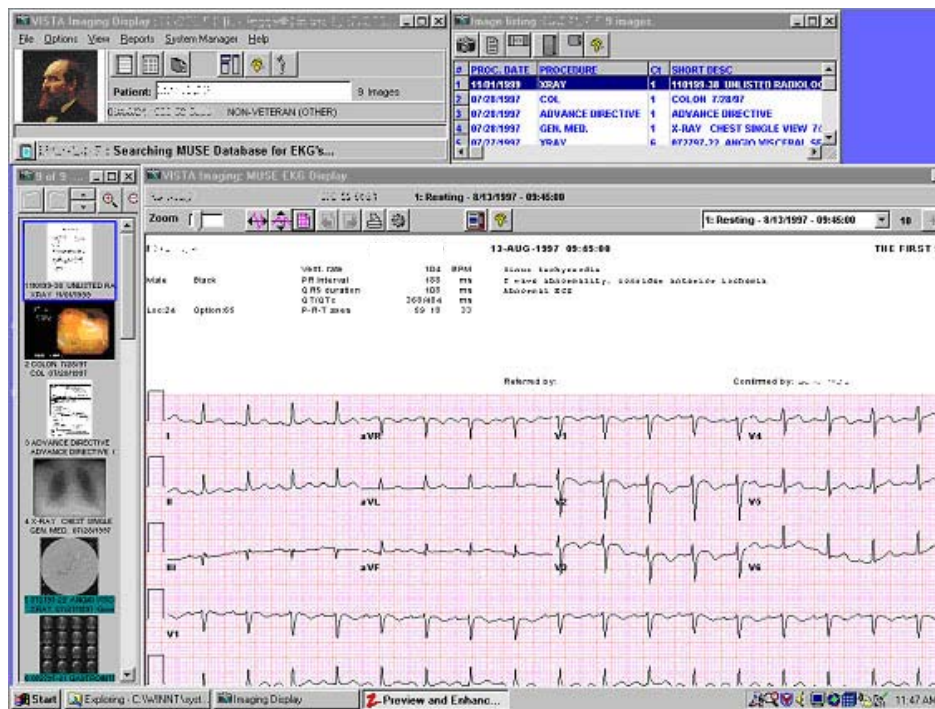 VISTA Imaging Display
File Options View Reports System Manager Help
Patient:
9 Images
NON-VETERAN (OTHER)
: Searching MUSE Database for EKG's...
Image listing 9 images.
# PROC. DATE PROCEDURE Ct SHORT DESC
1 11/01/1999 XRAY 1 110199-38 UNLISTED RADIOLOG
2 07/28/1997 COL 1 COLON 7/28/97
3 07/28/1997 ADVANCE DIRECTIVE 1 ADVANCE DIRECTIVE
4 07/28/1997 GEN. MED. 1 X-RAY CHEST SINGLE VIEW
5 07/27/1997 XRAY 6 072797-22 ANGIO VISCERAL SE
9 of 9
1 110199-38 UNLISTED RA
XRAY 11/01/1999
2 COLON 7/28/97
COL 07/28/1997
3 ADVANCE DIRECTIVE
ADVANCE DIRECTIVE
4 X-RAY CHEST SINGLE
GEN. MED. 07/28/1997
VISTA Imaging: MUSE EKG Display
1: Resting - 8/13/1997 - 09:45:00
Zoom
1: Resting - 8/13/1997 - 09:45:00
10
13-AUG-1997 09:45:00
THE FIRST
Male Black
Vent. rate 104 BPM
PR interval ms
QRS duration ms
QT/QTc ms
P-R-T axes
Loc:24 Option:65
Sinus tachycardia
T wave abnormality, consider anterior ischemia
Abnormal ECG
Referred by:
Confirmed by:
I aVR V1 V4
II aVL V2 V5
III aVF V3 V6
V1
Start
Exploring - C:\WINNT\syst...
Imaging Display
Preview and Enhanc...
11:47 AM